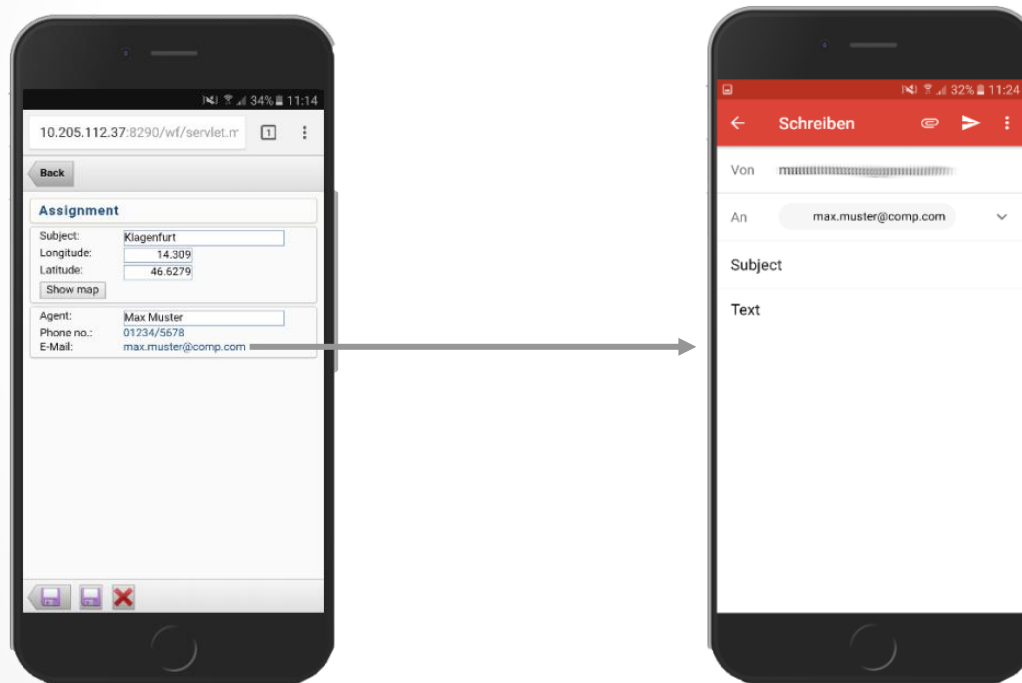 34% 11:14
10.205.112.37:8290/wf/servlet.m
1
Back
Assignment
Subject: Klagenfurt
Longitude: 14.309
Latitude: 46.6279
Show map
Agent: Max Muster
Phone no.: 01234/5678
E-Mail: max.muster@comp.com
32% 11:24
Schreiben
Von
An max.muster@comp.com
Subject
Text